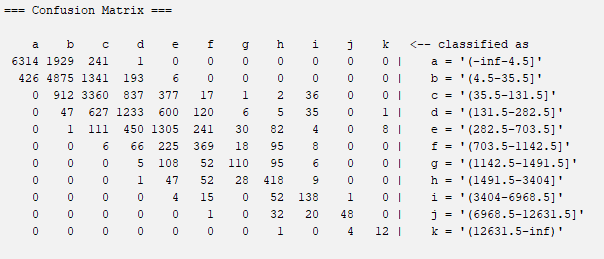 === Confusion Matrix ===
a b c d e f g h i j k <-- classified as
6314 1929 241 1 0 0 0 0 0 0 0 | a = '(-inf-4.5]'
426 4875 1341 193 6 0 0 0 0 0 0 | b = '(4.5-35.5]'
0 912 3360 837 377 17 1 2 36 0 0 | c = '(35.5-131.5]'
0 47 627 1233 600 120 6 5 35 0 1 | d = '(131.5-282.5]'
0 1 111 450 1305 241 30 82 4 0 8 | e = '(282.5-703.5]'
0 0 6 66 225 369 18 95 8 0 0 | f = '(703.5-1142.5]'
0 0 0 5 108 52 110 95 6 0 0 | g = '(1142.5-1491.5]'
0 0 0 1 47 52 28 418 9 0 0 | h = '(1491.5-3404]'
0 0 0 0 4 15 0 52 138 1 0 | i = '(3404-6968.5]'
0 0 0 0 0 1 0 32 20 48 0 | j = '(6968.5-12631.5]'
0 0 0 0 0 0 0 1 0 4 12 | k = '(12631.5-inf)'